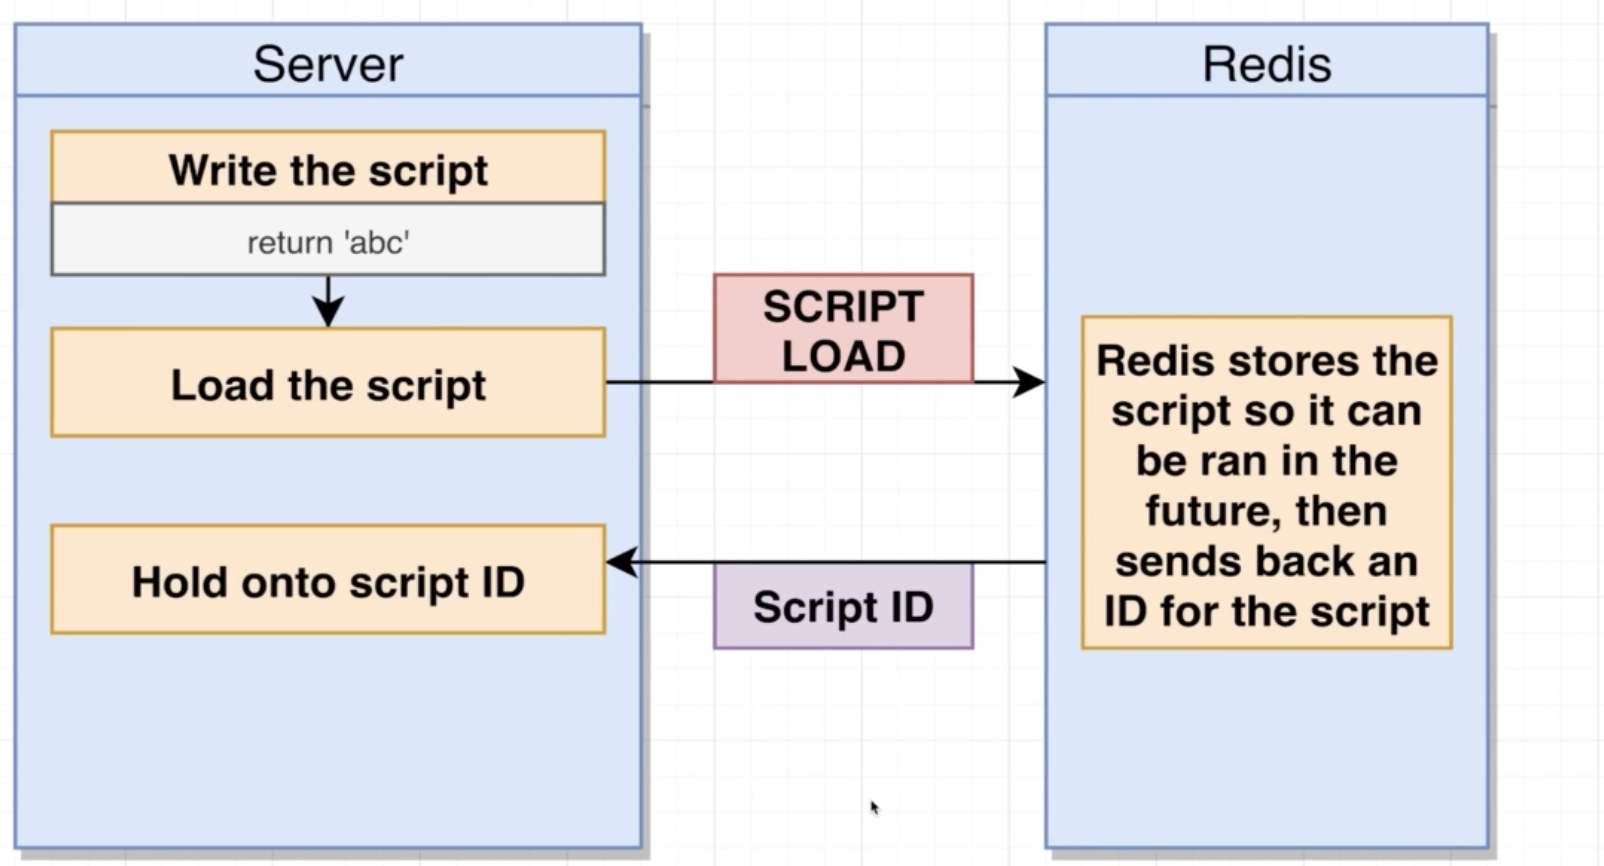 Server
Write the script
return 'abc'
Load the script
Hold onto script ID
SCRIPT
LOAD
Script ID
Redis
Redis stores the
script so it can
be ran in the
future, then
sends back an
ID for the script